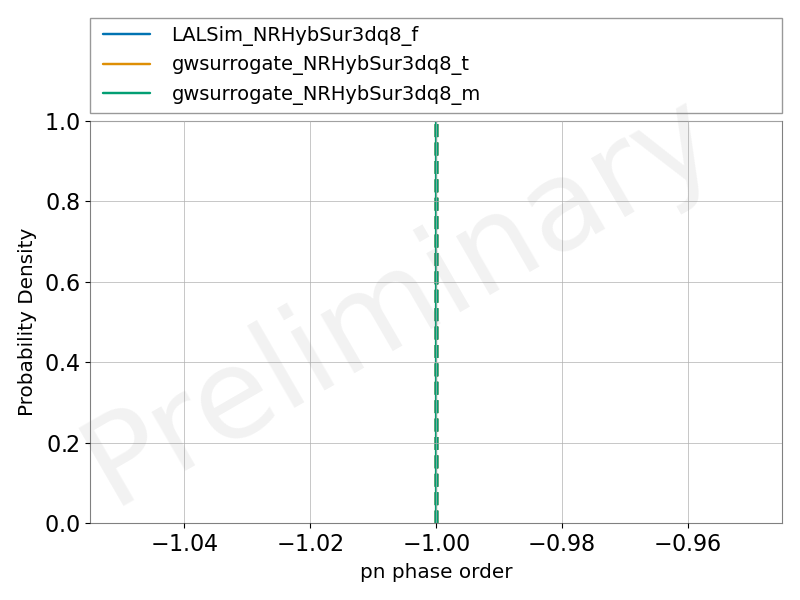 LALSim_NRHybSur3dq8_f
gwsurrogate_NRHybSur3dq8_t
gwsurrogate_NRHybSur3dq8_m
1.0
0.8
0.6
0.4
0.2
0.0
Probability Density
Preliminary
−1.04 −1.02 −1.00 −0.98 −0.96
pn phase order